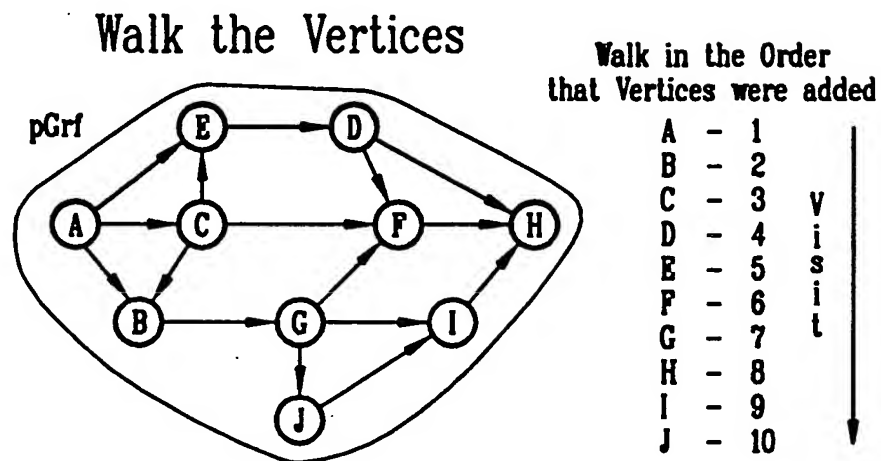 Walk the Vertices
pGrf
E
D
A
C
F
H
B
G
I
J
Walk in the Order
that Vertices were added
A - 1
B - 2
C - 3
D - 4
E - 5
F - 6
G - 7
H - 8
I - 9
J - 10
Visit